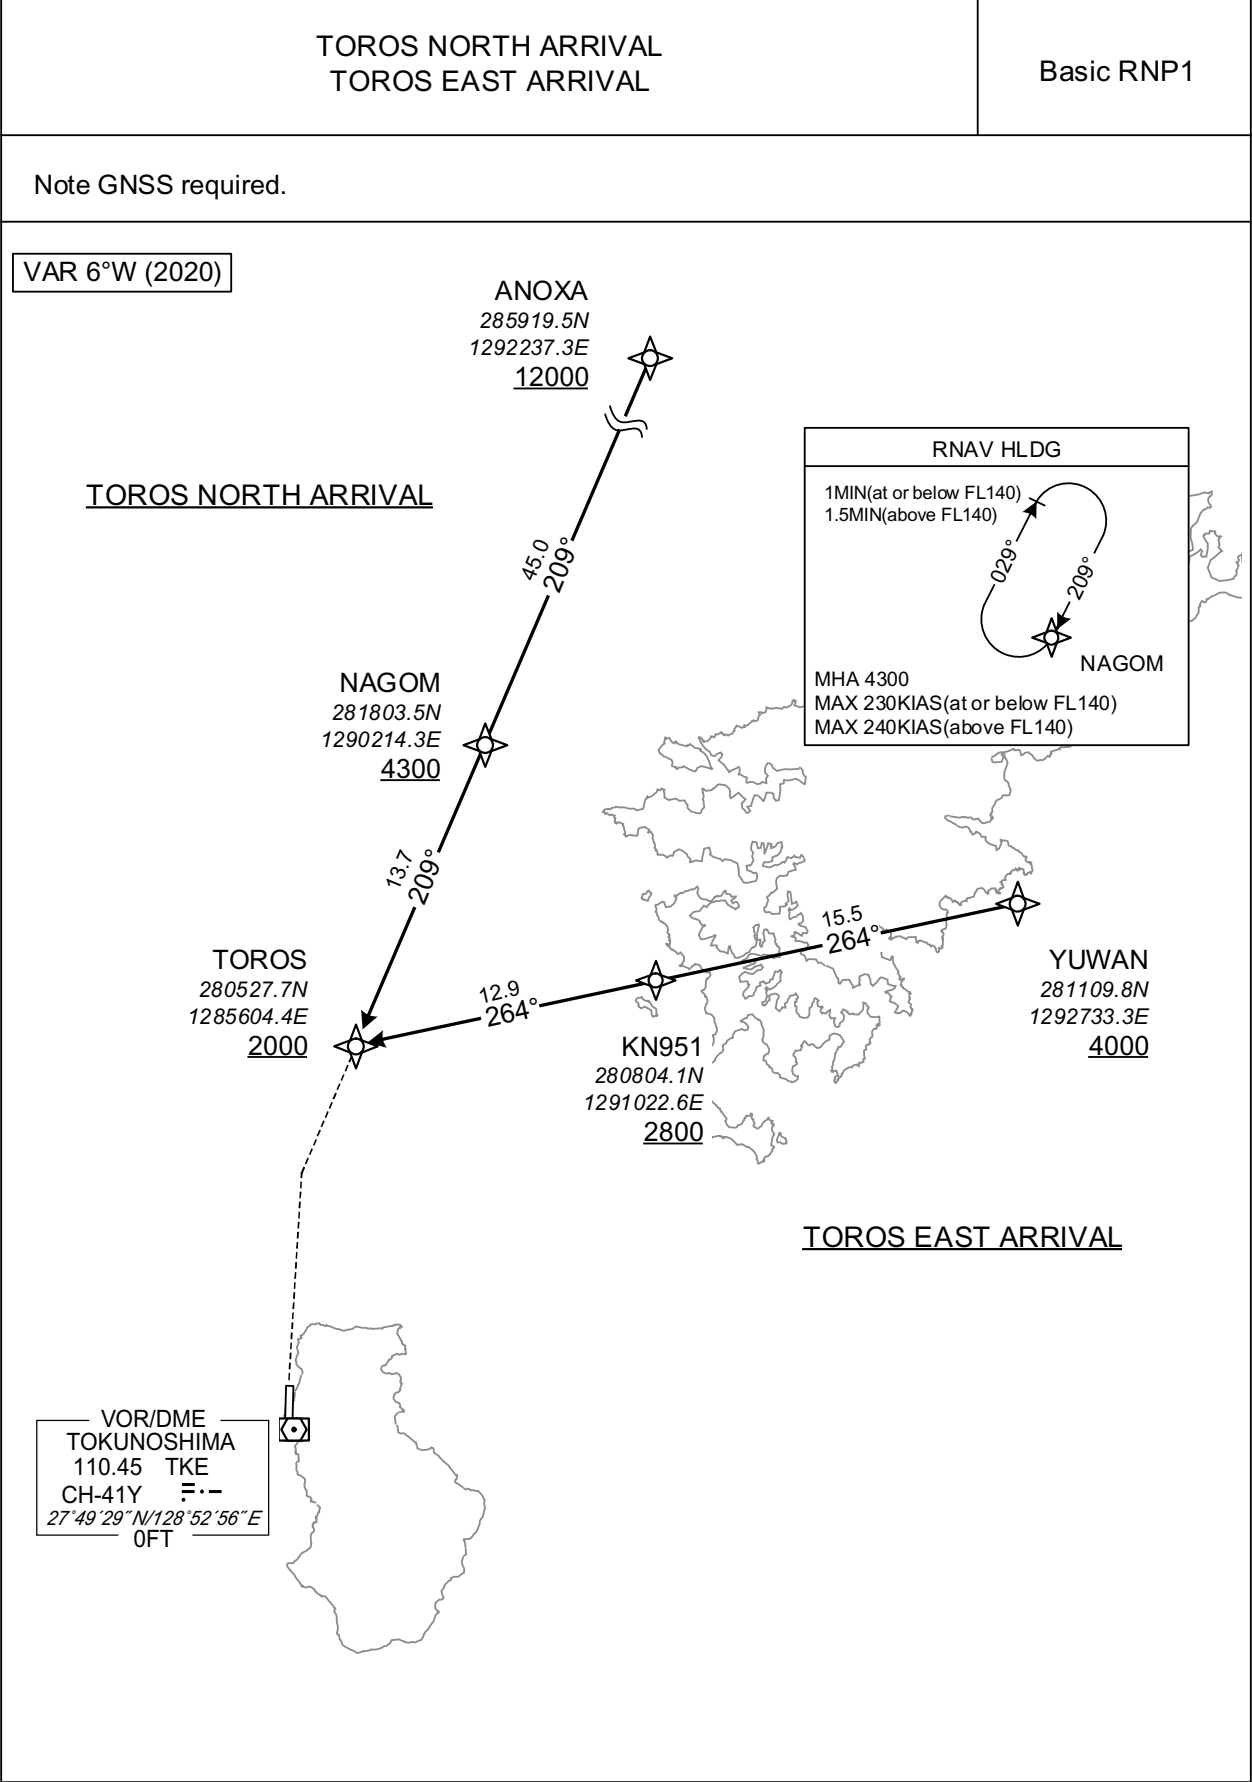 TOROS NORTH ARRIVAL
TOROS EAST ARRIVAL
Basic RNP1
Note GNSS required.
VAR 6°W (2020)
ANOXA
285919.5N
1292237.3E
12000
TOROS NORTH ARRIVAL
45.0
209°
RNAV HLDG
1MIN(at or below FL140)
1.5MIN(above FL140)
029°
209°
NAGOM
MHA 4300
MAX 230KIAS(at or below FL140)
MAX 240KIAS(above FL140)
NAGOM
281803.5N
1290214.3E
4300
13.7
209°
15.5
264°
YUWAN
281109.8N
1292733.3E
4000
TOROS
280527.7N
1285604.4E
2000
12.9
264°
KN951
280804.1N
1291022.6E
2800
TOROS EAST ARRIVAL
VOR/DME
TOKUNOSHIMA
110.45 TKE
CH-41Y
27°49′29″N/128°52′56″E
0FT